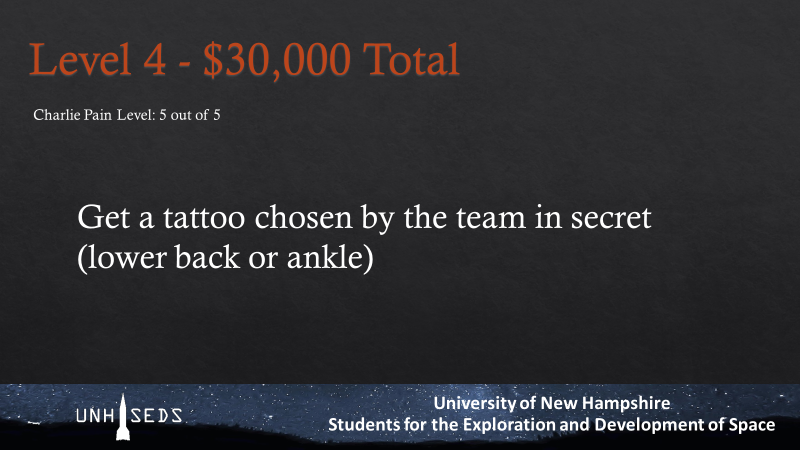 Level 4 - $30,000 Total
Charlie Pain Level: 5 out of 5
Get a tattoo chosen by the team in secret
(lower back or ankle)
UNH SEDS
University of New Hampshire
Students for the Exploration and Development of Space